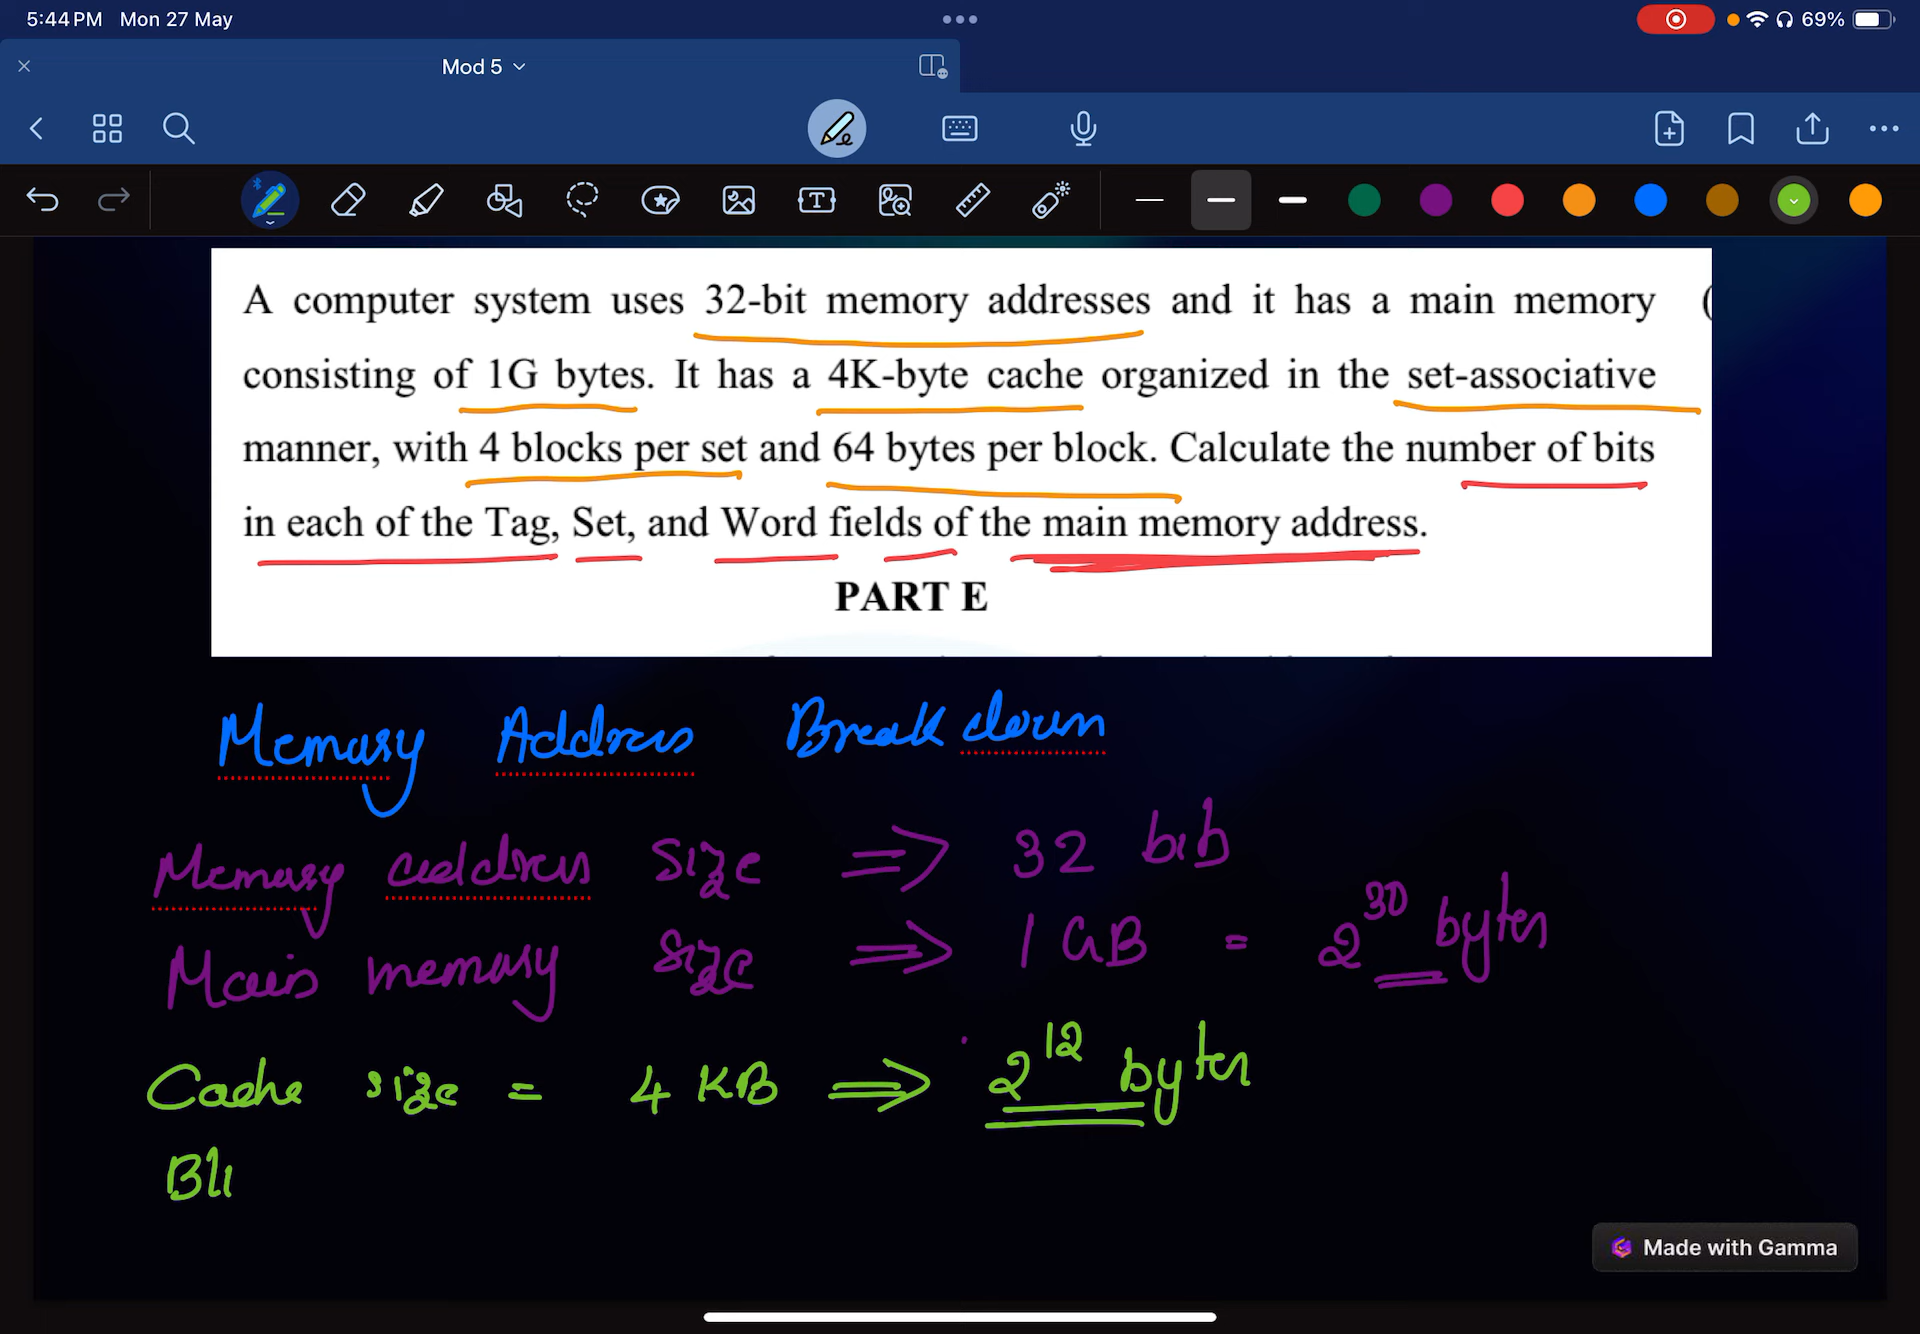 5:44 PM Mon 27 May
69%
Mod 5
A computer system uses 32-bit memory addresses and it has a main memory (
consisting of 1G bytes. It has a 4K-byte cache organized in the set-associative
manner, with 4 blocks per set and 64 bytes per block. Calculate the number of bits
in each of the Tag, Set, and Word fields of the main memory address.
PART E
Memory Address Break down
Memory address Size => 32 bits
Main memory Size => 1 GB = 2^30 bytes
Cache size = 4 KB => 2^12 bytes
Made with Gamma